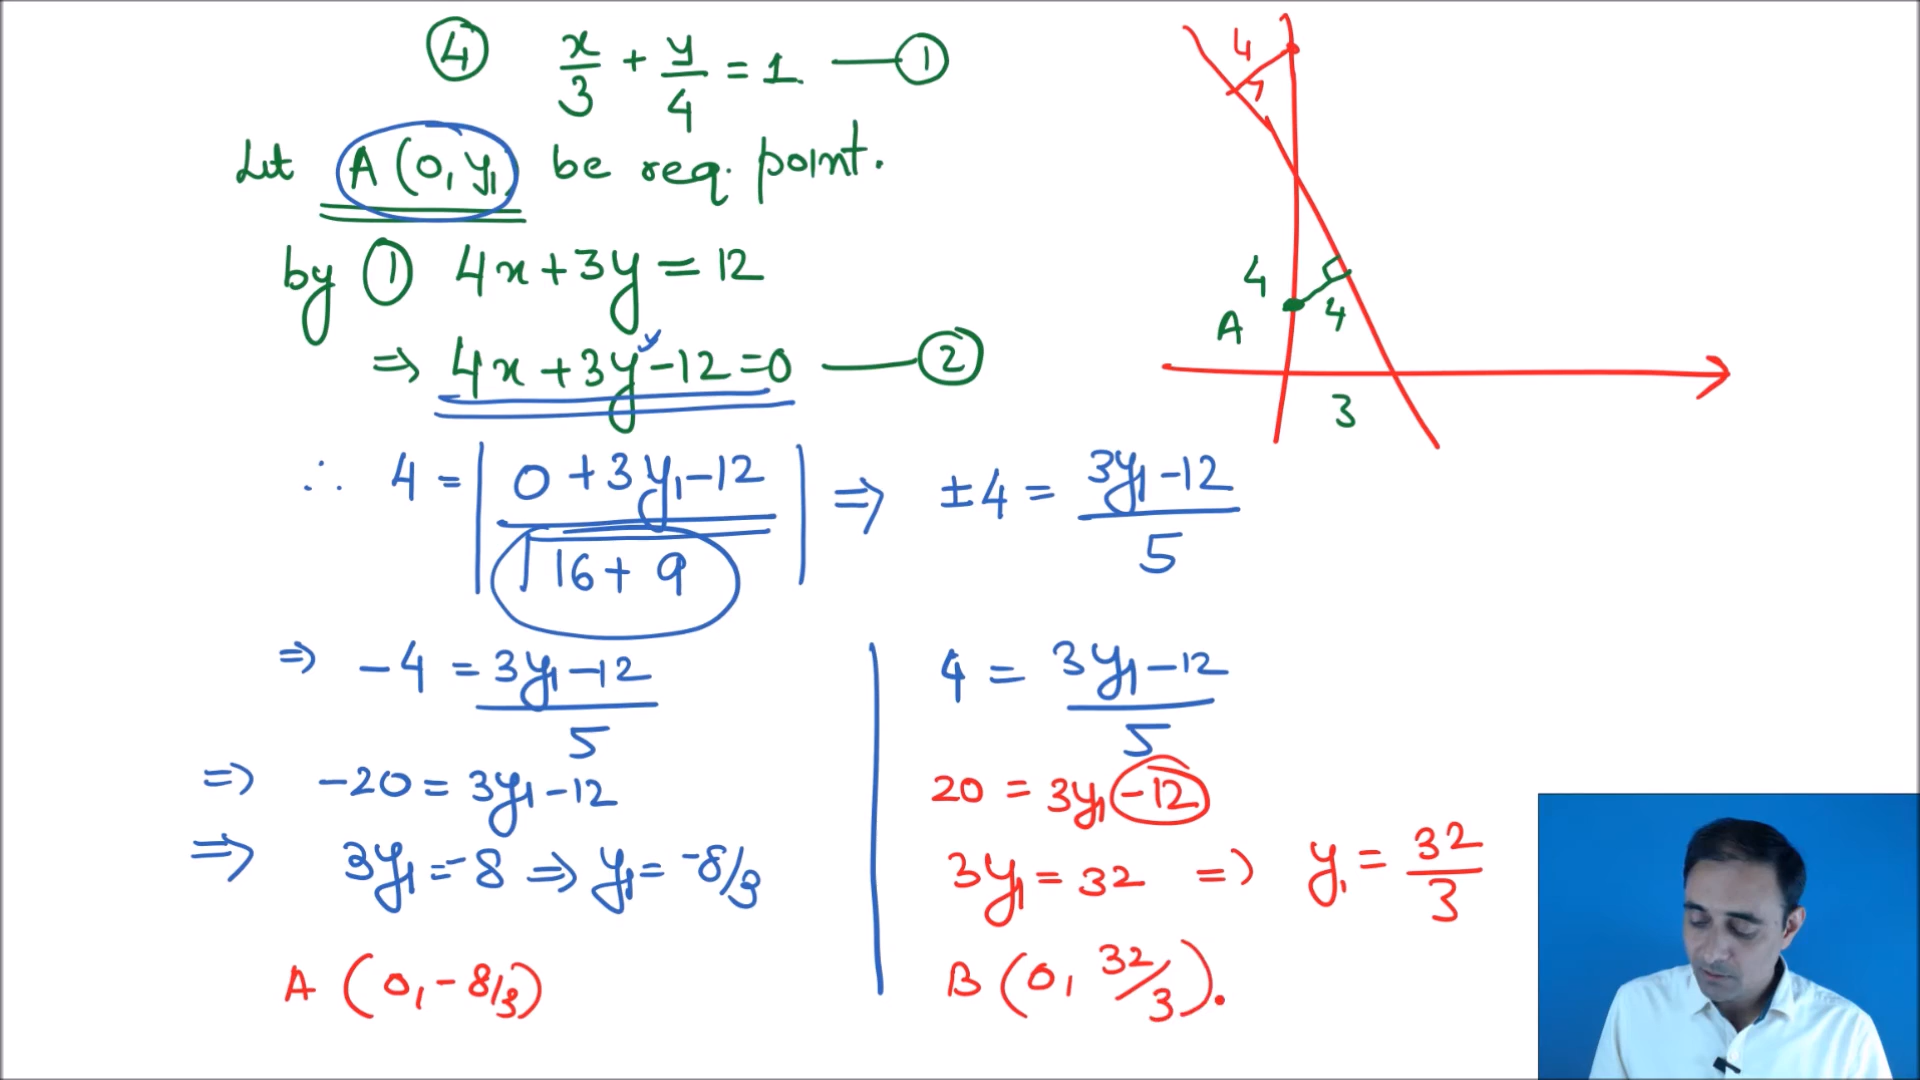 ④ x/3 + y/4 = 1 —— ①
Let A (0, y₁) be req. point.
by ① 4x + 3y = 12
⇒ 4x + 3y - 12 = 0 —— ②
∴ 4 = | 0 + 3y₁ - 12 / √16 + 9 | ⇒ ±4 = 3y₁ - 12 / 5
⇒ -4 = 3y₁ - 12 / 5
⇒ -20 = 3y₁ - 12
⇒ 3y₁ = -8 ⇒ y₁ = -8/3
A (0, -8/3)
4 = 3y₁ - 12 / 5
20 = 3y₁ - 12
3y₁ = 32 ⇒ y₁ = 32/3
B (0, 32/3).
4
4
4
A
3